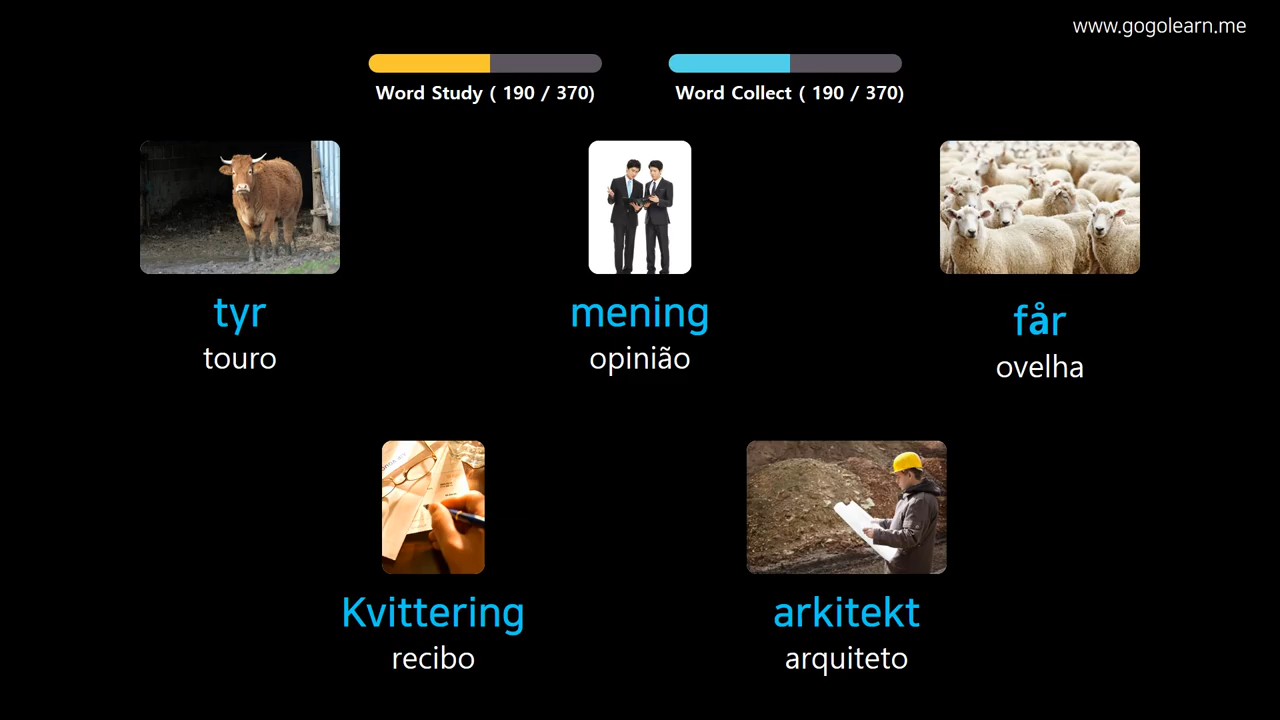 www.gogolearn.me
Word Study ( 190 / 370)
Word Collect ( 190 / 370)
tyr
touro
mening
opinião
får
ovelha
Kvittering
recibo
arkitekt
arquiteto